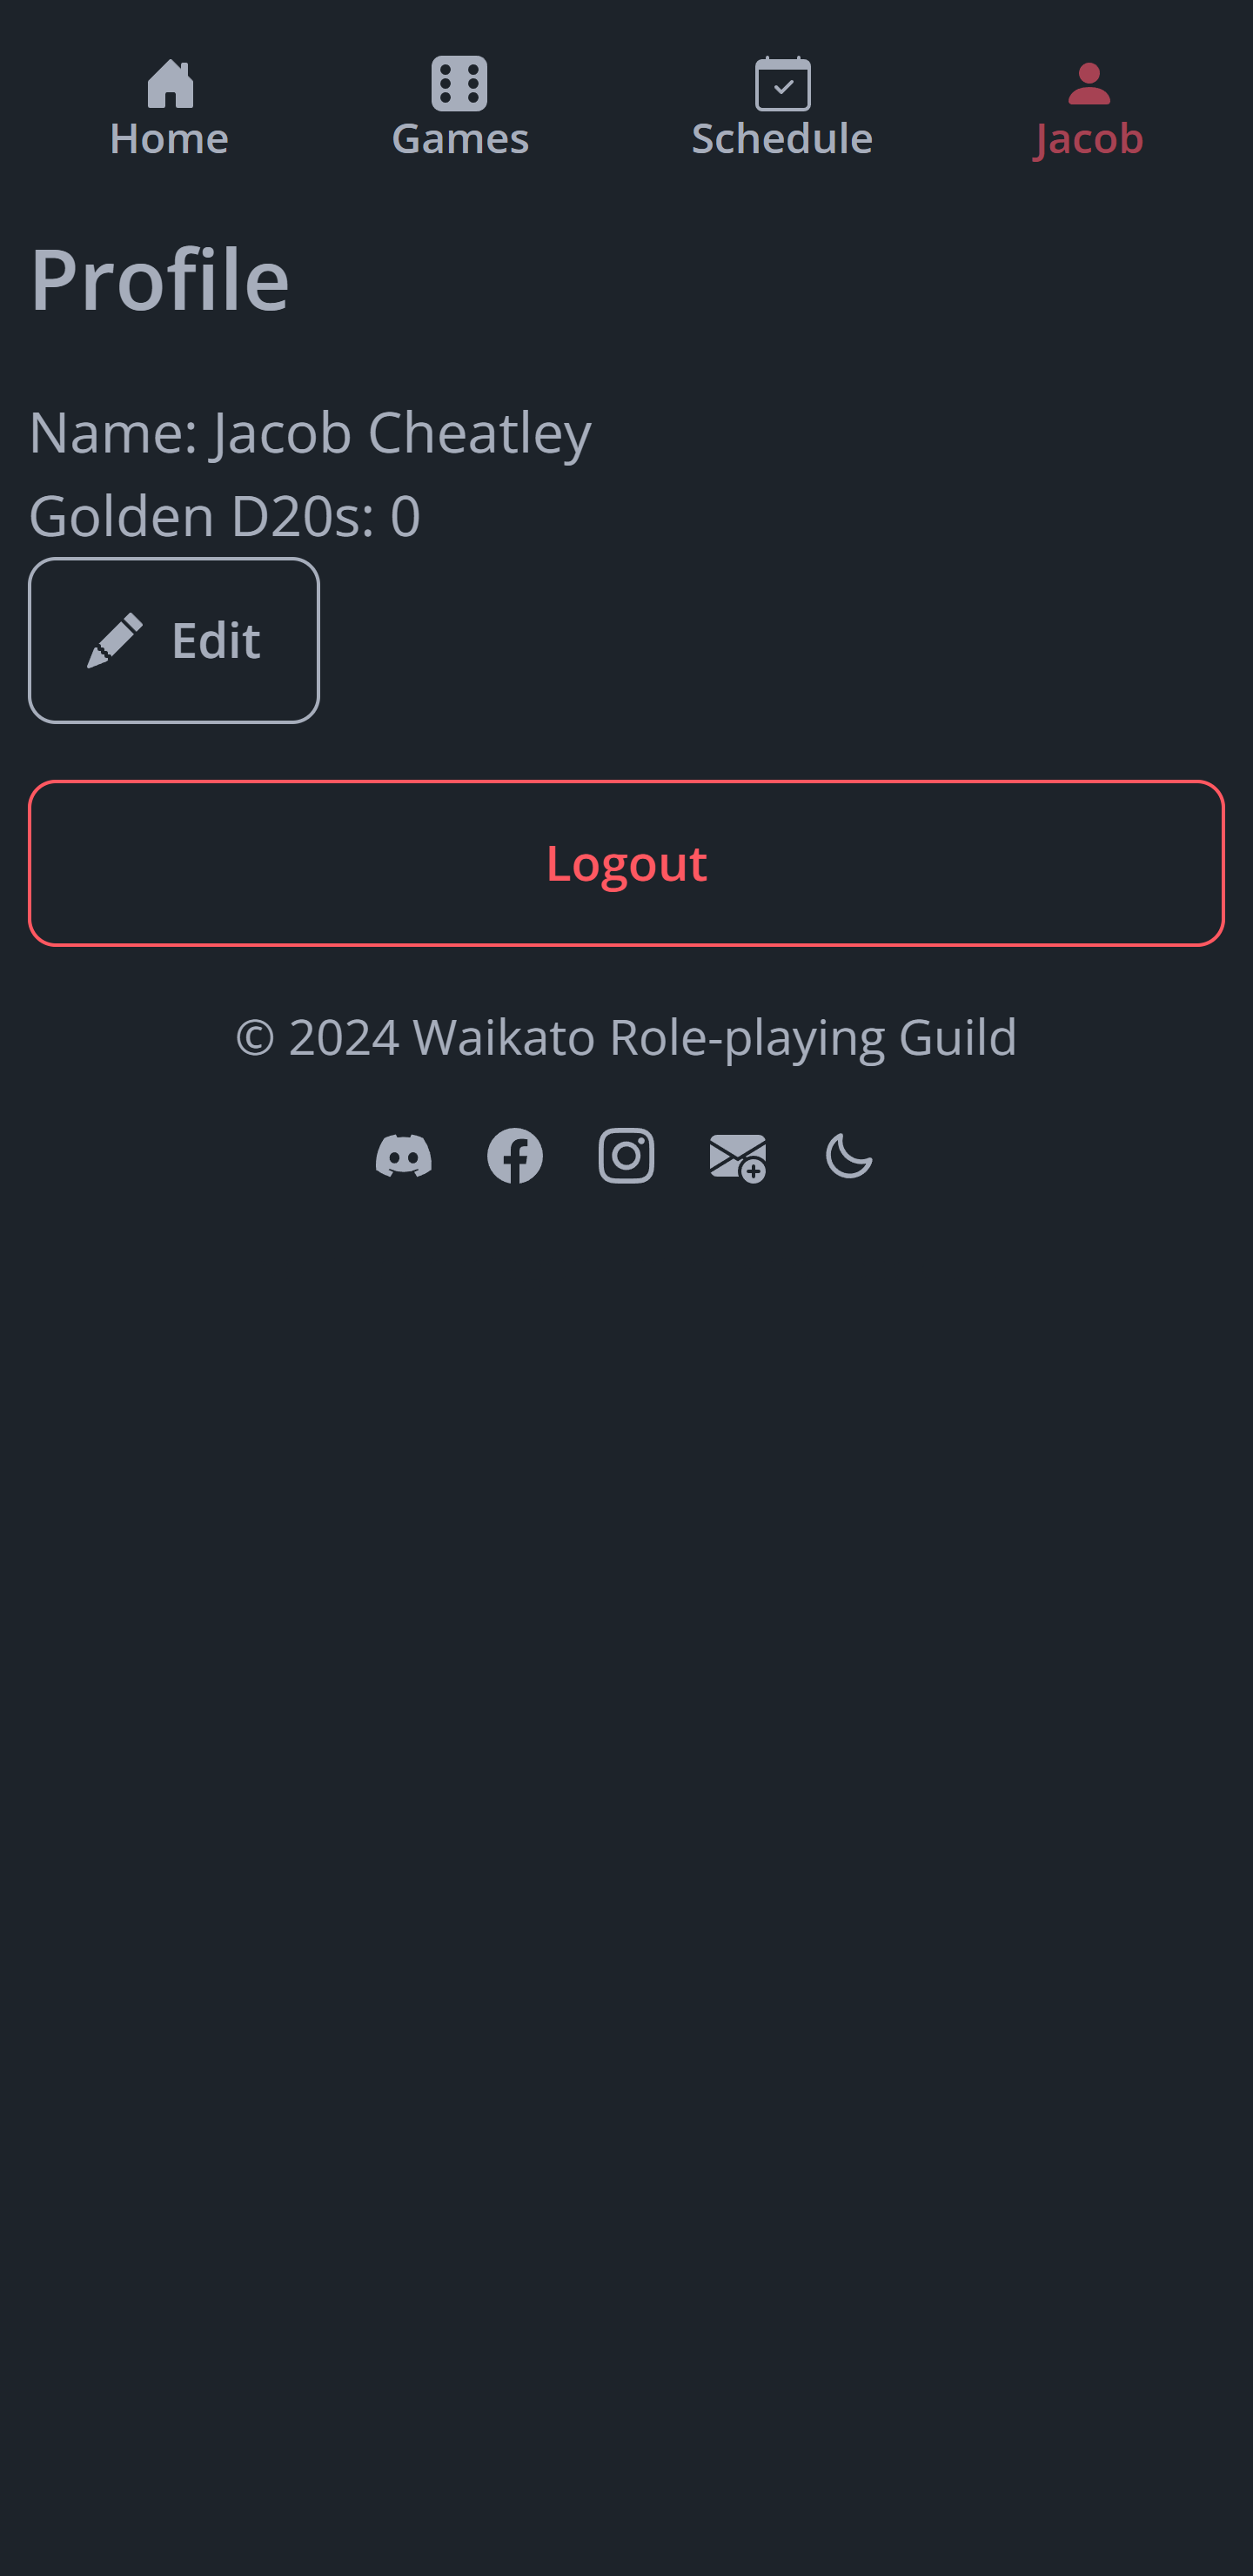 Home Games Schedule Jacob
Profile
Name: Jacob Cheatley
Golden D20s: 0
Edit
Logout
© 2024 Waikato Role-playing Guild